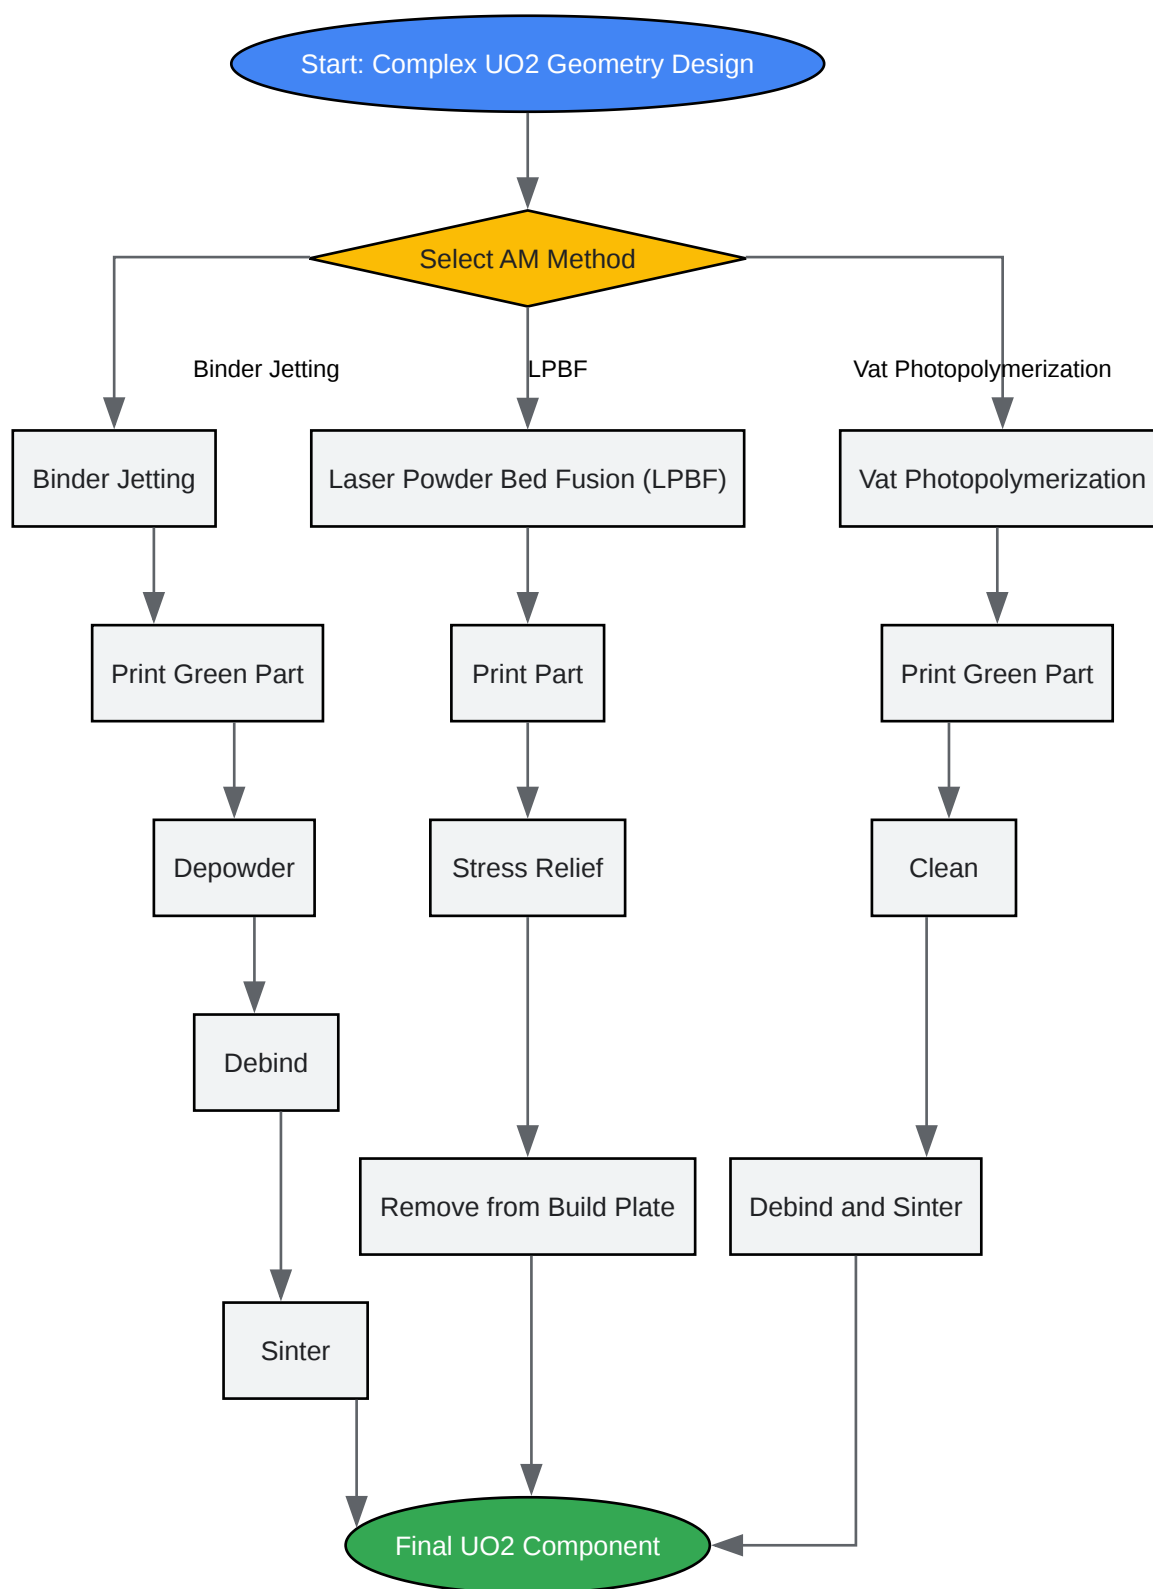 Start: Complex UO2 Geometry Design
Select AM Method
Binder Jetting
LPBF
Vat Photopolymerization
Binder Jetting
Laser Powder Bed Fusion (LPBF)
Vat Photopolymerization
Print Green Part
Print Part
Print Green Part
Depowder
Stress Relief
Clean
Debind
Remove from Build Plate
Debind and Sinter
Sinter
Final UO2 Component